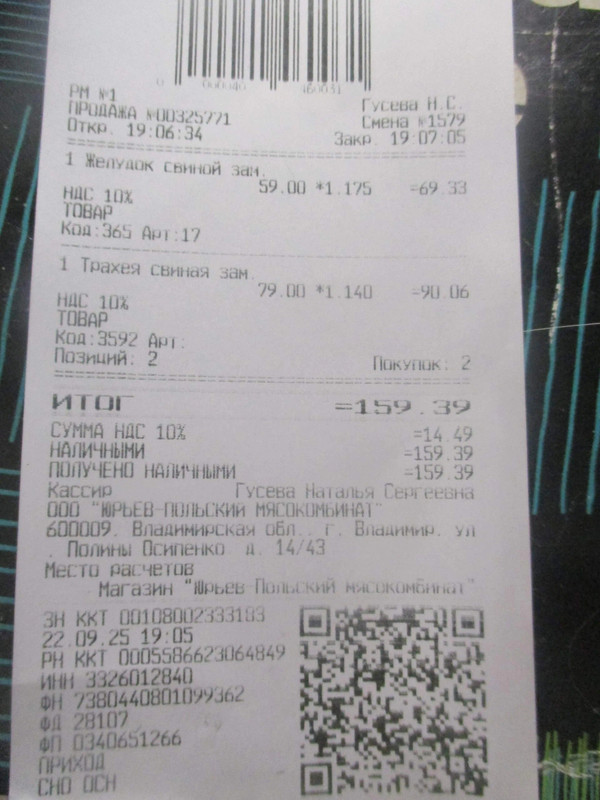 РМ №1
Гусева Н.С.
ПРОДАЖА №00325771
Смена №1579
Откр. 19:06:34
Закр. 19:07:05
1 Желудок свиной зам.
59.00 *1.175 =69.33
НДС 10%
ТОВАР
Код:365 Арт:17
1 Трахея свиная зам.
79.00 *1.140 =90.06
НДС 10%
ТОВАР
Код:3592 Арт:
Позиций: 2 Покупок: 2
ИТОГ =159.39
СУММА НДС 10% =14.49
НАЛИЧНЫМИ =159.39
ПОЛУЧЕНО НАЛИЧНЫМИ =159.39
Кассир Гусева Наталья Сергеевна
ООО "ЮРЬЕВ-ПОЛЬСКИЙ МЯСОКОМБИНАТ"
600009, Владимирская обл., г. Владимир, ул
. Полины Осипенко д. 14/43
Место расчетов
Магазин "Юрьев-Польский мясокомбинат"
ЗН ККТ 00108002333103
22.09.25 19:05
РН ККТ 0005586623064849
ИНН 3326012840
ФН 7380440801099362
ФД 28107
ФП 0340651266
ПРИХОД
СНО ОСН